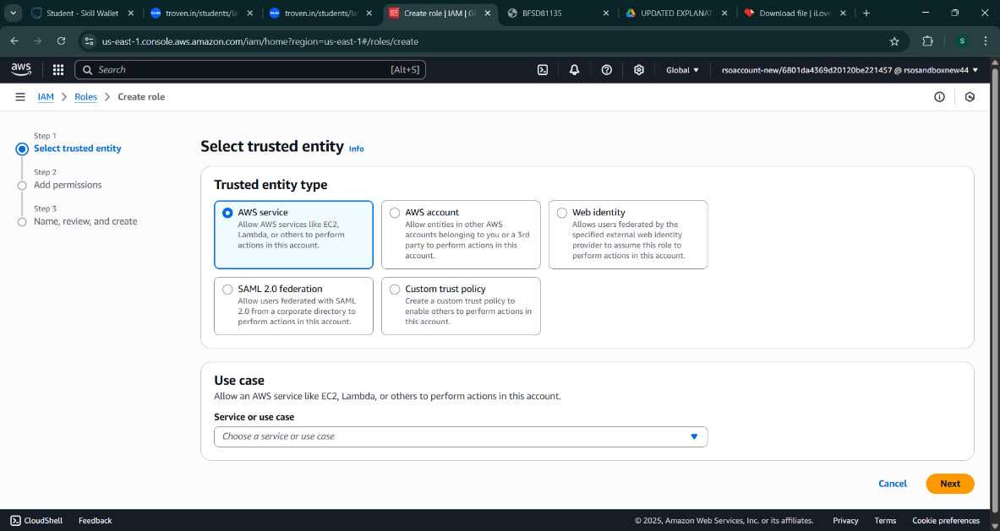 Student - Skill Wallet
troven.in/students/la
troven.in/students/la
Create role | IAM | Gl
BFSD81135
UPDATED EXPLANAT
Download file | iLove
us-east-1.console.aws.amazon.com/iam/home?region=us-east-1#/roles/create
S
aws
Search
[Alt+S]
Global
rsoaccount-new/6801da4369d20120be221457 @ rsosandboxnew44
IAM
Roles
Create role
Step 1
Select trusted entity
Step 2
Add permissions
Step 3
Name, review, and create
Select trusted entity Info
Trusted entity type
AWS service
Allow AWS services like EC2,
Lambda, or others to perform
actions in this account.
AWS account
Allow entities in other AWS
accounts belonging to you or a 3rd
party to perform actions in this
account.
Web identity
Allows users federated by the
specified external web identity
provider to assume this role to
perform actions in this account.
SAML 2.0 federation
Allow users federated with SAML
2.0 from a corporate directory to
perform actions in this account.
Custom trust policy
Create a custom trust policy to
enable others to perform actions in
this account.
Use case
Allow an AWS service like EC2, Lambda, or others to perform actions in this account.
Service or use case
Choose a service or use case
Cancel
Next
CloudShell
Feedback
© 2025, Amazon Web Services, Inc. or its affiliates.
Privacy
Terms
Cookie preferences